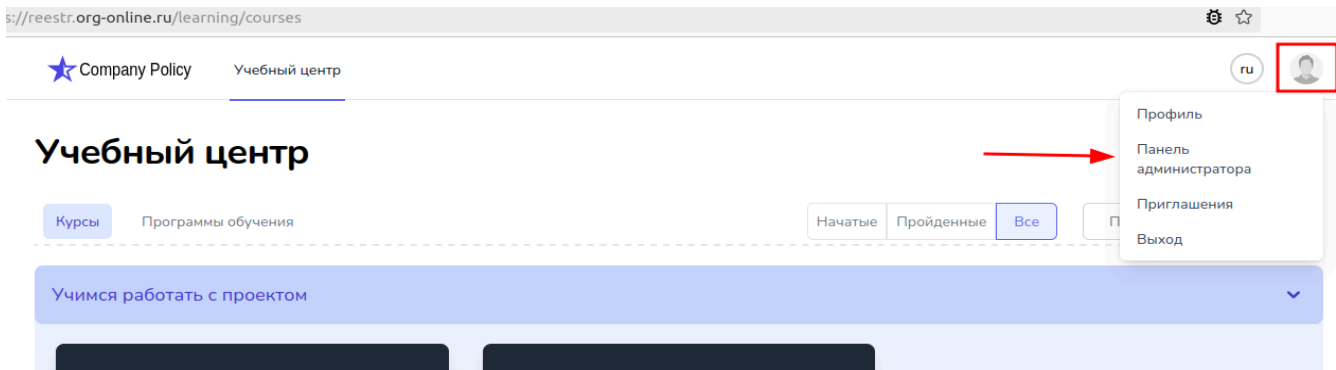 s://reestr.org-online.ru/learning/courses
Company Policy
Учебный центр
ru
Профиль
Панель
администратора
Приглашения
Выход
Учебный центр
Курсы
Программы обучения
Начатые
Пройденные
Все
П
Учимся работать с проектом